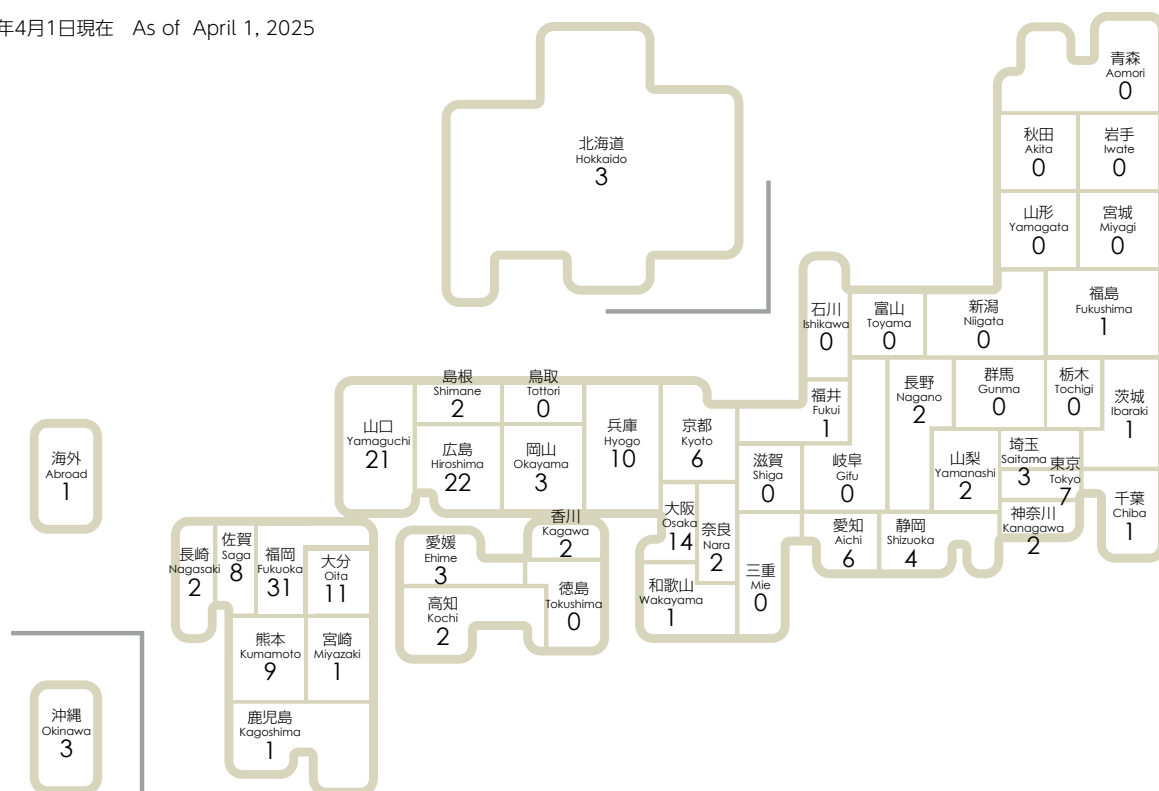 年4月1日現在 As of April 1, 2025
青森
Aomori
0
北海道
Hokkaido
3
秋田
Akita
0
岩手
Iwate
0
山形
Yamagata
0
宮城
Miyagi
0
石川
Ishikawa
0
富山
Toyama
0
新潟
Niigata
0
福島
Fukushima
1
島根
Shimane
2
鳥取
Tottori
0
長野
Nagano
2
群馬
Gunma
0
栃木
Tochigi
0
茨城
Ibaraki
1
福井
Fukui
1
山口
Yamaguchi
21
兵庫
Hyogo
10
京都
Kyoto
6
広島
Hiroshima
22
岡山
Okayama
3
滋賀
Shiga
0
岐阜
Gifu
0
山梨
Yamanashi
2
埼玉
Saitama
3
東京
Tokyo
7
海外
Abroad
1
千葉
Chiba
1
大阪
Osaka
14
奈良
Nara
2
神奈川
Kanagawa
2
香川
Kagawa
2
愛知
Aichi
6
静岡
Shizuoka
4
長崎
Nagasaki
2
佐賀
Saga
8
福岡
Fukuoka
31
大分
Oita
11
愛媛
Ehime
3
三重
Mie
0
和歌山
Wakayama
1
徳島
Tokushima
0
高知
Kochi
2
熊本
Kumamoto
9
宮崎
Miyazaki
1
沖縄
Okinawa
3
鹿児島
Kagoshima
1